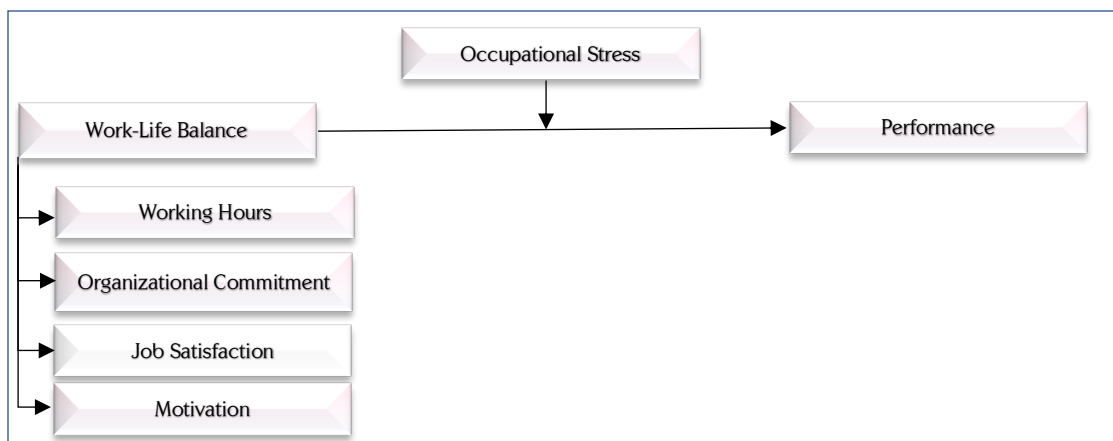 Occupational Stress
Work-Life Balance
Performance
Working Hours
Organizational Commitment
Job Satisfaction
Motivation